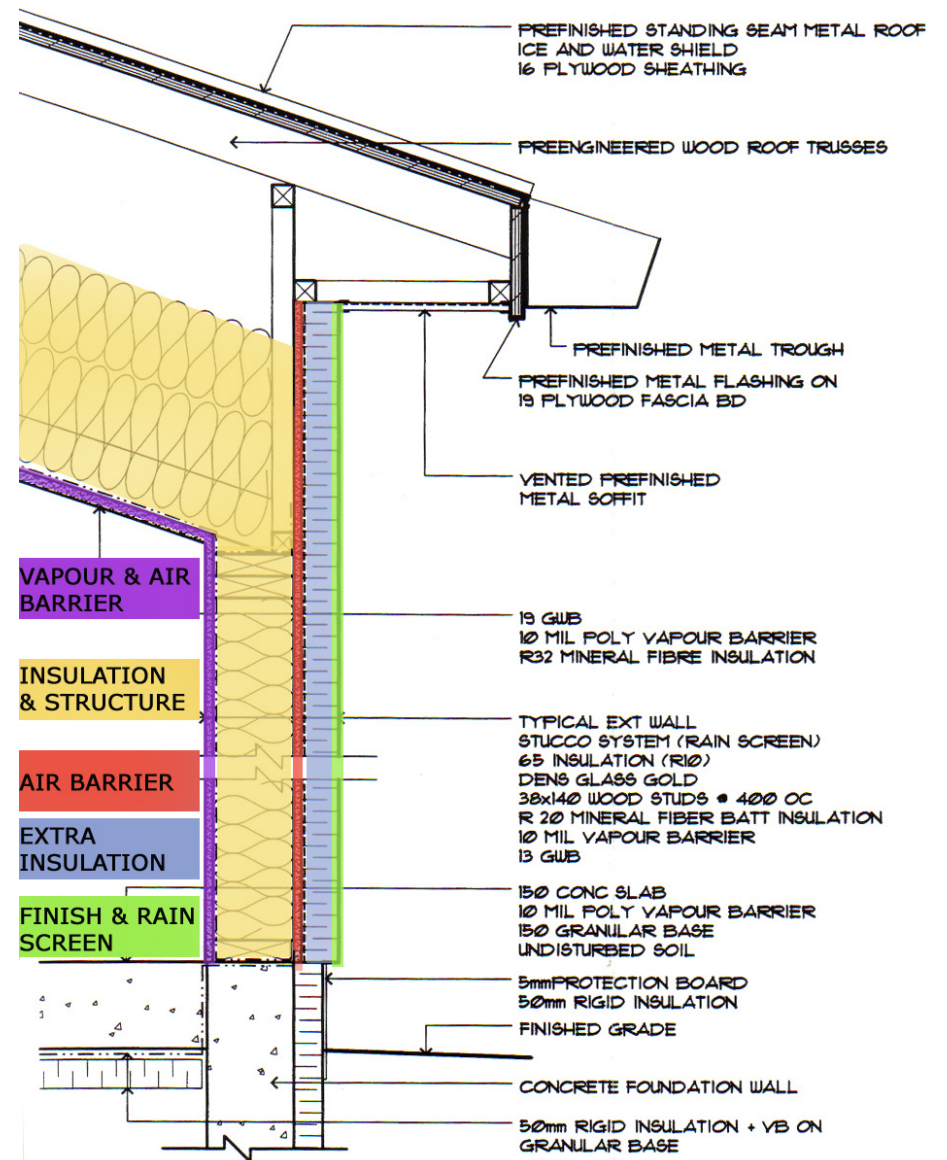 PREFINISHED STANDING SEAM METAL ROOF
ICE AND WATER SHIELD
16 PLYWOOD SHEATHING
PREENGINEERED WOOD ROOF TRUSSES
PREFINISHED METAL TROUGH
PREFINISHED METAL FLASHING ON
19 PLYWOOD FASCIA BD
VENTED PREFINISHED
METAL SOFFIT
VAPOUR & AIR
BARRIER
INSULATION
& STRUCTURE
AIR BARRIER
EXTRA
INSULATION
FINISH & RAIN
SCREEN
19 GWB
10 MIL POLY VAPOUR BARRIER
R32 MINERAL FIBRE INSULATION
TYPICAL EXT WALL
STUCCO SYSTEM (RAIN SCREEN)
65 INSULATION (R10)
DENS GLASS GOLD
38x140 WOOD STUDS @ 400 OC
R 20 MINERAL FIBER BATT INSULATION
10 MIL VAPOUR BARRIER
13 GWB
150 CONC SLAB
10 MIL POLY VAPOUR BARRIER
150 GRANULAR BASE
UNDISTURBED SOIL
5mmPROTECTION BOARD
50mm RIGID INSULATION
FINISHED GRADE
CONCRETE FOUNDATION WALL
50mm RIGID INSULATION + VB ON
GRANULAR BASE